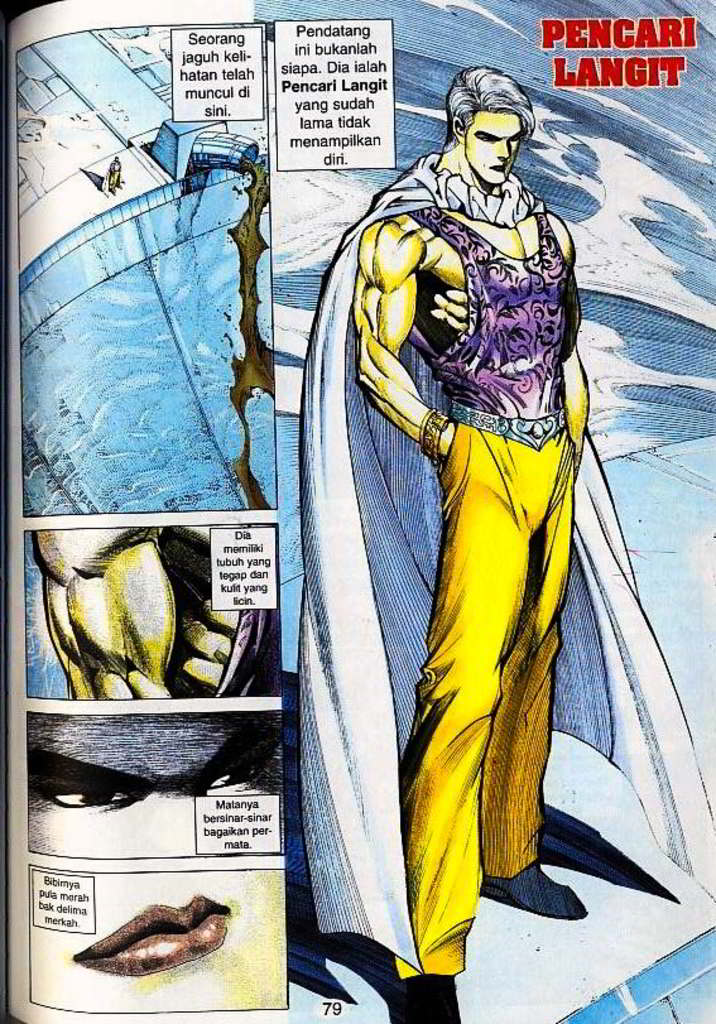 PENCARI
LANGIT
Seorang
jaguh keli-
hatan telah
muncul di
sini.
Pendatang
ini bukanlah
siapa. Dia ialah
Pencari Langit
yang sudah
lama tidak
menampilkan
diri.
Dia
memiliki
tubuh yang
tegap dan
kulit yang
licin.
Matanya
bersinar-sinar
bagaikan per-
mata.
Bibirnya
pula merah
bak delima
merkah.
79